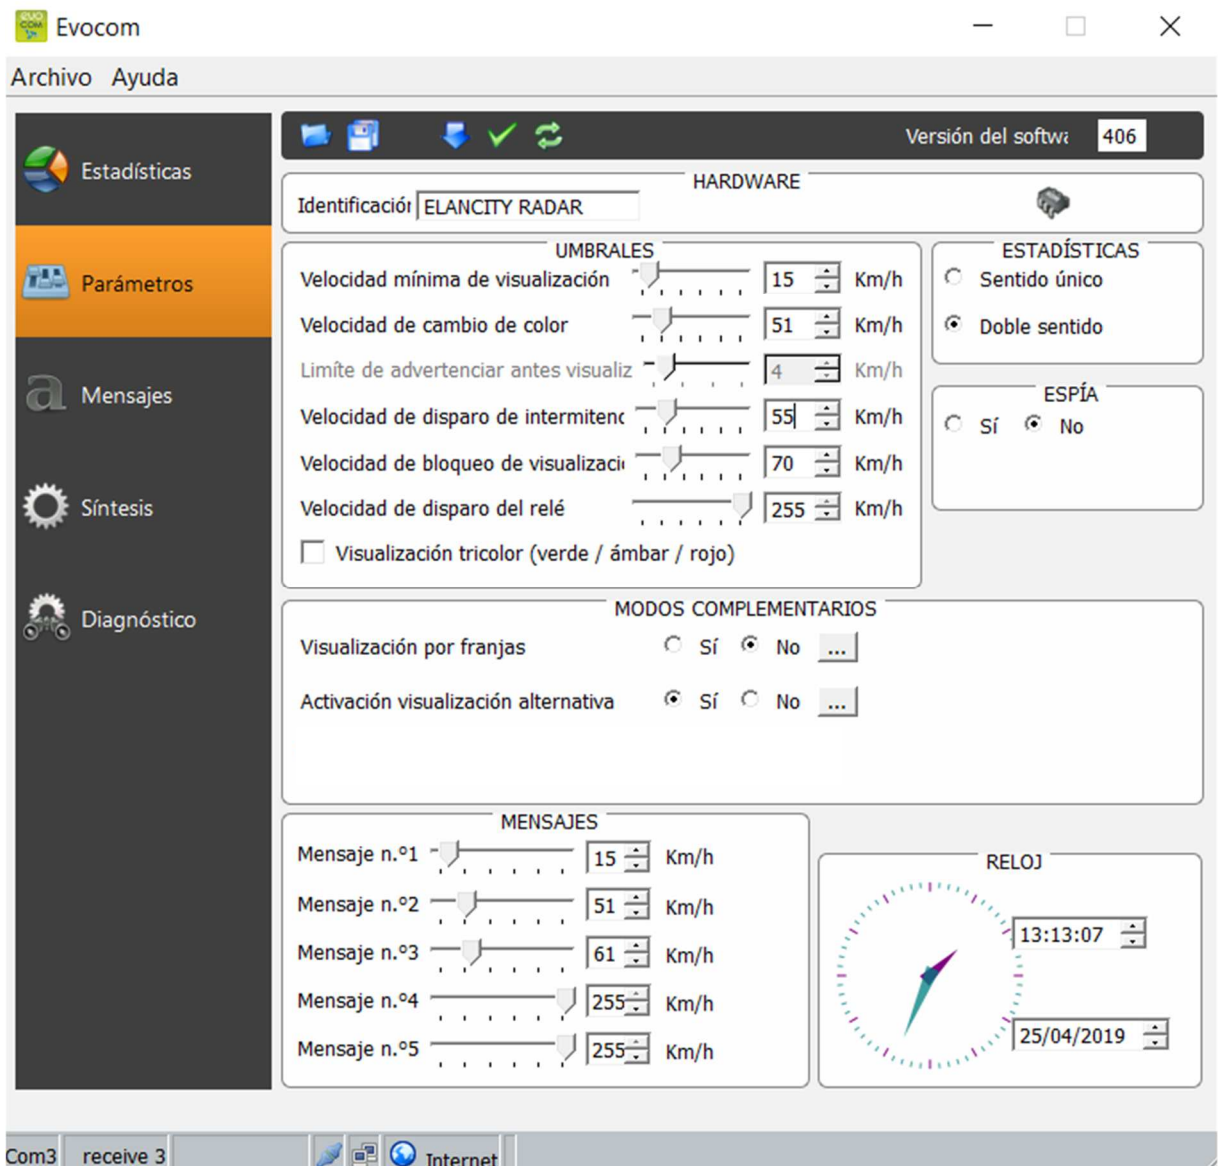 Evocom
Archivo Ayuda
Versión del softwa 406
Estadísticas
Parámetros
Mensajes
Síntesis
Diagnóstico
HARDWARE
Identificación ELANCITY RADAR
UMBRALES
Velocidad mínima de visualización 15 Km/h
Velocidad de cambio de color 51 Km/h
Limíte de advertenciar antes visualiz 4 Km/h
Velocidad de disparo de intermitenc 55 Km/h
Velocidad de bloqueo de visualizaci 70 Km/h
Velocidad de disparo del relé 255 Km/h
Visualización tricolor (verde / ámbar / rojo)
ESTADÍSTICAS
Sentido único
Doble sentido
ESPÍA
Sí No
MODOS COMPLEMENTARIOS
Visualización por franjas Sí No ...
Activación visualización alternativa Sí No ...
MENSAJES
Mensaje n.º1 15 Km/h
Mensaje n.º2 51 Km/h
Mensaje n.º3 61 Km/h
Mensaje n.º4 255 Km/h
Mensaje n.º5 255 Km/h
RELOJ
13:13:07
25/04/2019
Com3 receive 3 Internet